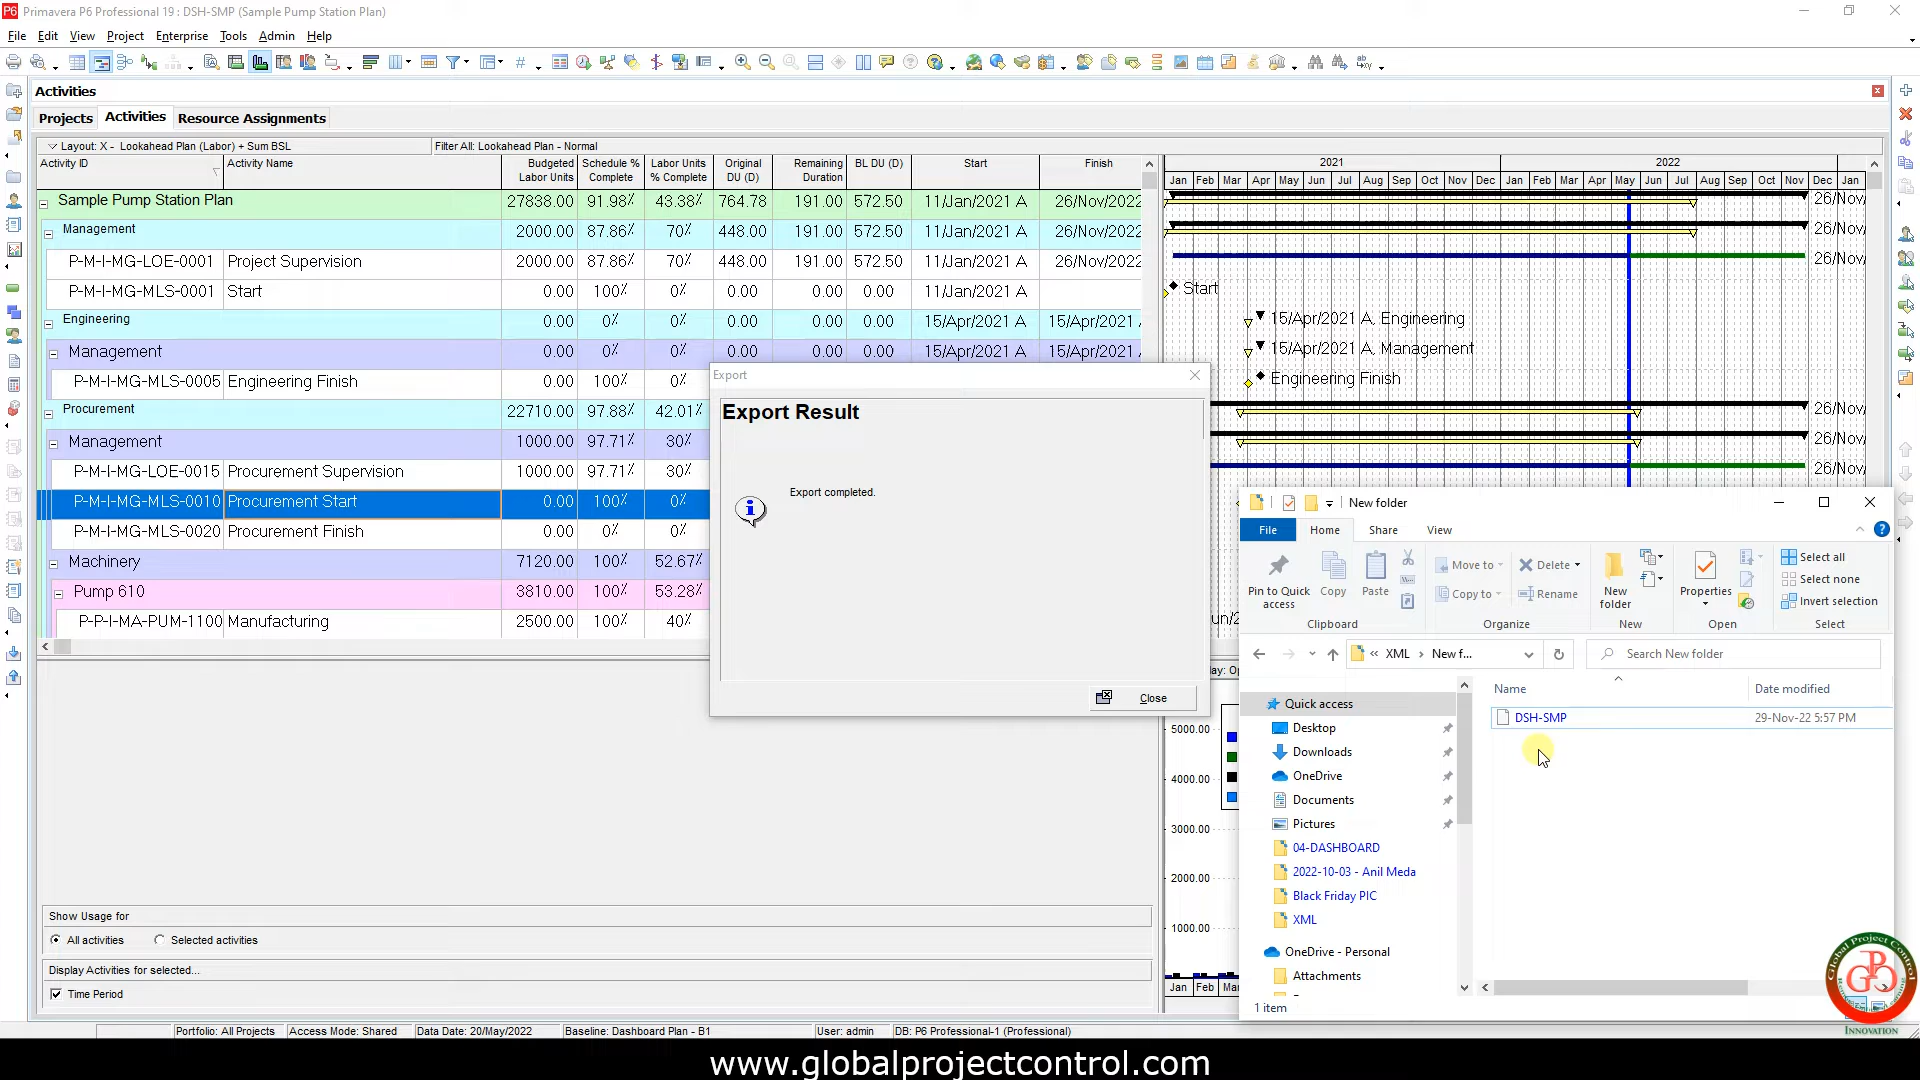 P6 Primavera P6 Professional 19 : DSH-SMP (Sample Pump Station Plan)
File Edit View Project Enterprise Tools Admin Help
Activities
Projects Activities Resource Assignments
Layout: X - Lookahead Plan (Labor) + Sum BSL Filter All: Lookahead Plan - Normal
Activity ID Activity Name Budgeted Labor Units Schedule % Complete Labor Units % Complete Original DU (D) Remaining Duration BL DU (D) Start Finish
2021 2022
Jan Feb Mar Apr May Jun Jul Aug Sep Oct Nov Dec Jan Feb Mar Apr May Jun Jul Aug Sep Oct Nov Dec Jan
Sample Pump Station Plan 27838.00 91.98% 43.38% 764.78 191.00 572.50 11/Jan/2021 A 26/Nov/2022 26/Nov/
Management 2000.00 87.86% 70% 448.00 191.00 572.50 11/Jan/2021 A 26/Nov/2022 26/Nov/
P-M-I-MG-LOE-0001 Project Supervision 2000.00 87.86% 70% 448.00 191.00 572.50 11/Jan/2021 A 26/Nov/2022 26/Nov/
P-M-I-MG-MLS-0001 Start 0.00 100% 0% 0.00 0.00 0.00 11/Jan/2021 A Start
Engineering 0.00 0% 0% 0.00 0.00 0.00 15/Apr/2021 A 15/Apr/2021 15/Apr/2021 A, Engineering
Management 0.00 0% 0% 0.00 0.00 0.00 15/Apr/2021 A 15/Apr/2021 15/Apr/2021 A, Management
P-M-I-MG-MLS-0005 Engineering Finish 0.00 100% 0% Engineering Finish
Procurement 22710.00 97.88% 42.01% 26/Nov/
Management 1000.00 97.71% 30% 26/Nov/
P-M-I-MG-LOE-0015 Procurement Supervision 1000.00 97.71% 30% 26/Nov/
P-M-I-MG-MLS-0010 Procurement Start 0.00 100% 0%
P-M-I-MG-MLS-0020 Procurement Finish 0.00 0% 0%
Machinery 7120.00 100% 52.67%
Pump 610 3810.00 100% 53.28%
P-P-I-MA-PUM-1100 Manufacturing 2500.00 100% 40%
Export
Export Result
Export completed.
Close
New folder
File Home Share View
Pin to Quick access
Copy
Paste
Clipboard
Move to
Copy to
Delete
Rename
Organize
New folder
New
Properties
Open
Select all
Select none
Invert selection
Select
« XML › New f... Search New folder
Name Date modified
DSH-SMP 29-Nov-22 5:57 PM
Quick access
Desktop
Downloads
OneDrive
Documents
Pictures
04-DASHBOARD
2022-10-03 - Anil Meda
Black Friday PIC
XML
OneDrive - Personal
Attachments
1 item
5000.00
4000.00
3000.00
2000.00
1000.00
Jan Feb
Show Usage for
All activities Selected activities
Display Activities for selected...
Time Period
Portfolio: All Projects Access Mode: Shared Data Date: 20/May/2022 Baseline: Dashboard Plan - B1 User: admin DB: P6 Professional-1 (Professional)
Global Project Control
GPC
INNOVATION
www.globalprojectcontrol.com